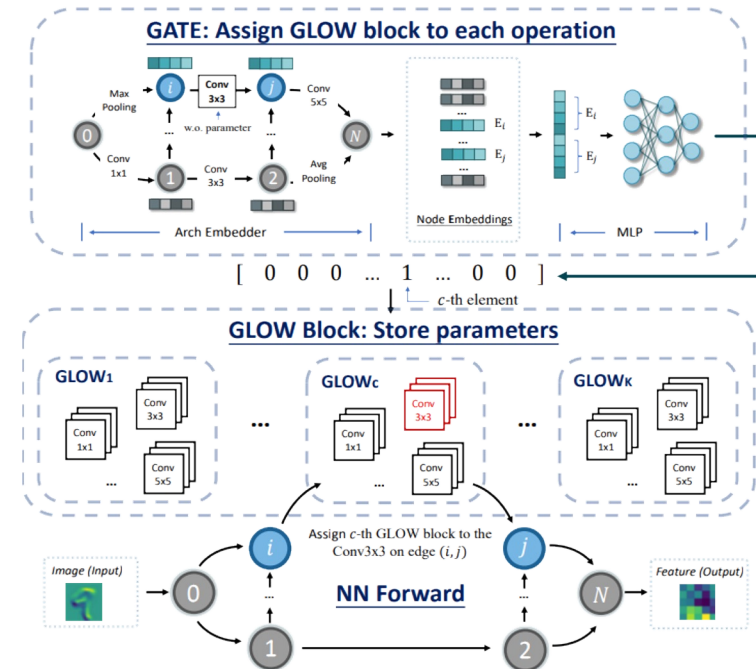 GATE: Assign GLOW block to each operation
Max
Pooling
i
Conv
3x3
j
Conv
5x5
w.o. parameter
0
...
...
N
Conv
1x1
1
Conv
3x3
2
Avg
Pooling
...
Ei
...
Ej
...
Node Embeddings
Ei
Ej
Arch Embedder
MLP
[ 0 0 0 ... 1 ... 0 0 ]
c-th element
GLOW Block: Store parameters
GLOW1
Conv
3x3
Conv
1x1
Conv
5x5
...
...
GLOWc
Conv
3x3
Conv
1x1
Conv
5x5
...
...
GLOWK
Conv
3x3
Conv
1x1
Conv
5x5
...
Assign c-th GLOW block to the
Conv3x3 on edge (i, j)
i
j
Image (Input)
0
...
NN Forward
...
N
Feature (Output)
1
2